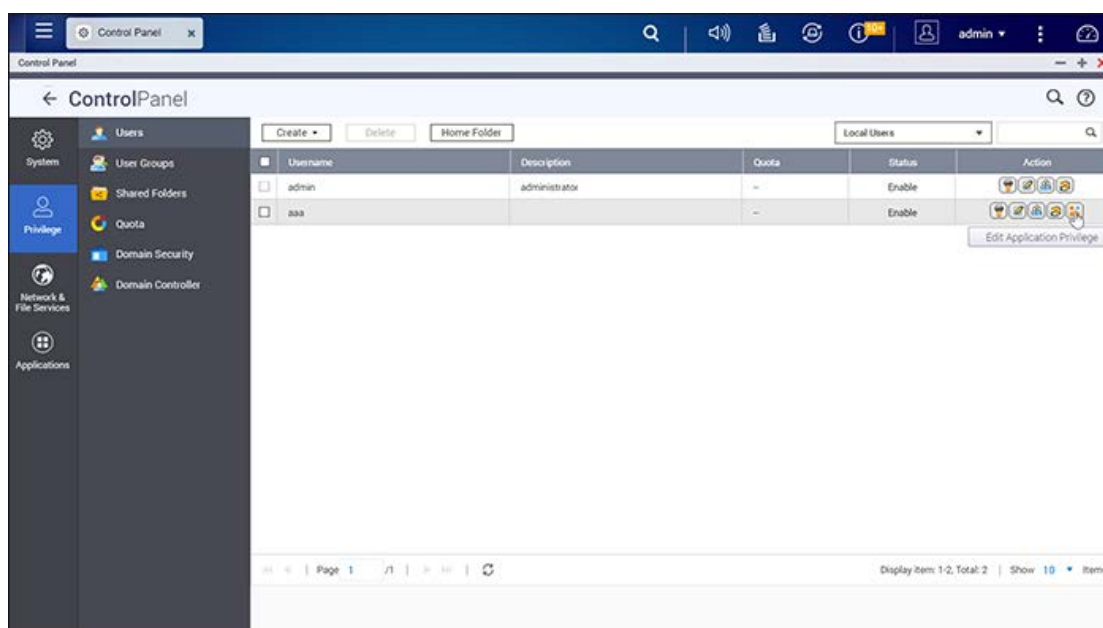 Control Panel x
10+
admin
Control Panel
ControlPanel
System
Privilege
Network &
File Services
Applications
Users
User Groups
Shared Folders
Quota
Domain Security
Domain Controller
Create Delete Home Folder Local Users
Username Description Quota Status Action
admin administrator -- Enable
aaa -- Enable
Edit Application Privilege
Page 1 /1 Display item: 1-2, Total: 2 | Show 10 Item